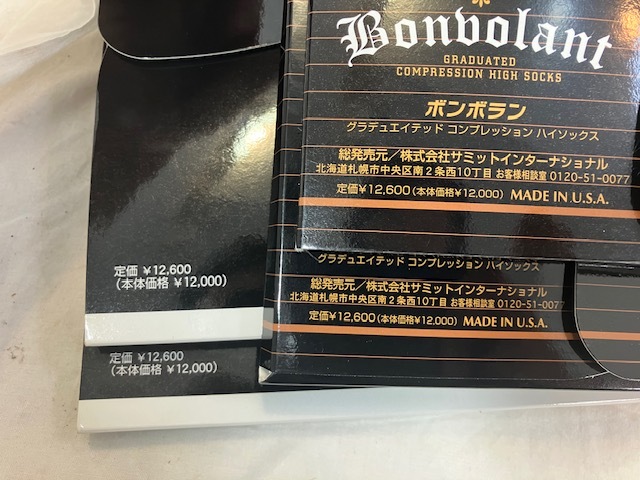 Bonvolant
GRADUATED
COMPRESSION HIGH SOCKS
ボンボラン
グラデュエイテッド コンプレッション ハイソックス
総発売元／株式会社サミットインターナショナル
北海道札幌市中央区南2条西10丁目 お客様相談室 0120-51-0077
定価¥12,600(本体価格¥12,000) MADE IN U.S.A.
グラデュエイテッド コンプレッション ハイソックス
総発売元／株式会社サミットインターナショナル
北海道札幌市中央区南2条西10丁目 お客様相談室 0120-51-0077
定価¥12,600(本体価格¥12,000) MADE IN U.S.A.
定価 ¥12,600
(本体価格 ¥12,000)
定価 ¥12,600
(本体価格 ¥12,000)